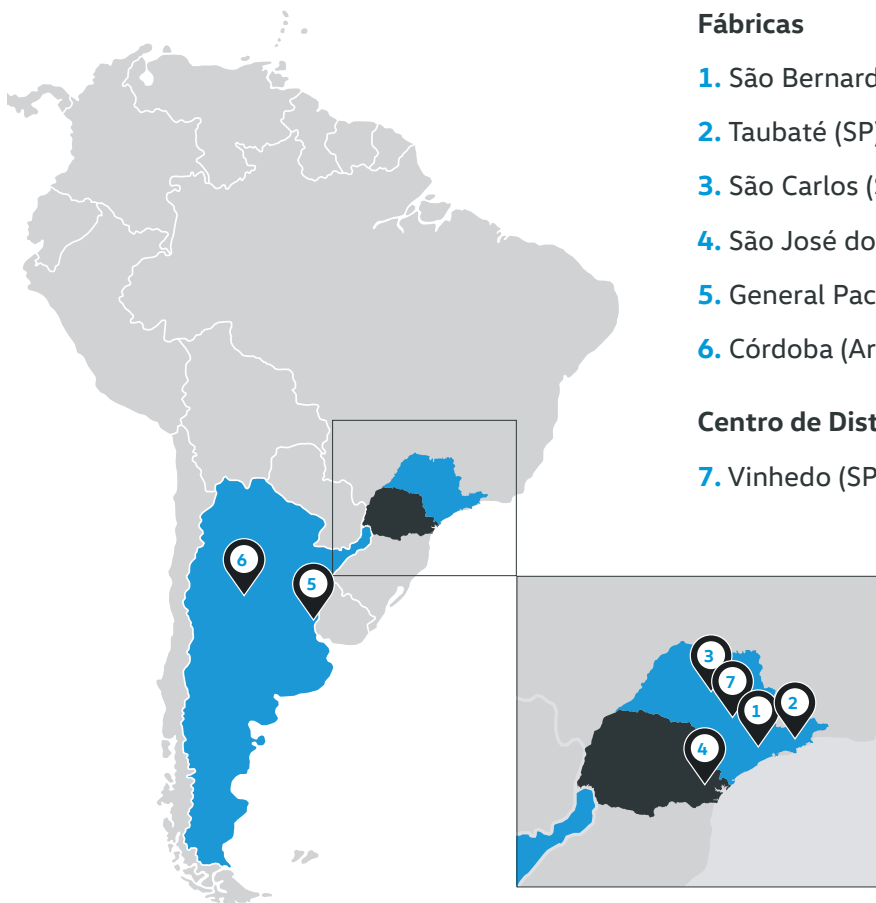 Fábricas
1. São Bernard
2. Taubaté (SP)
3. São Carlos (
4. São José do
5. General Pac
6. Córdoba (Ar
Centro de Dist
7. Vinhedo (SP
6
5
3
7
1
2
4